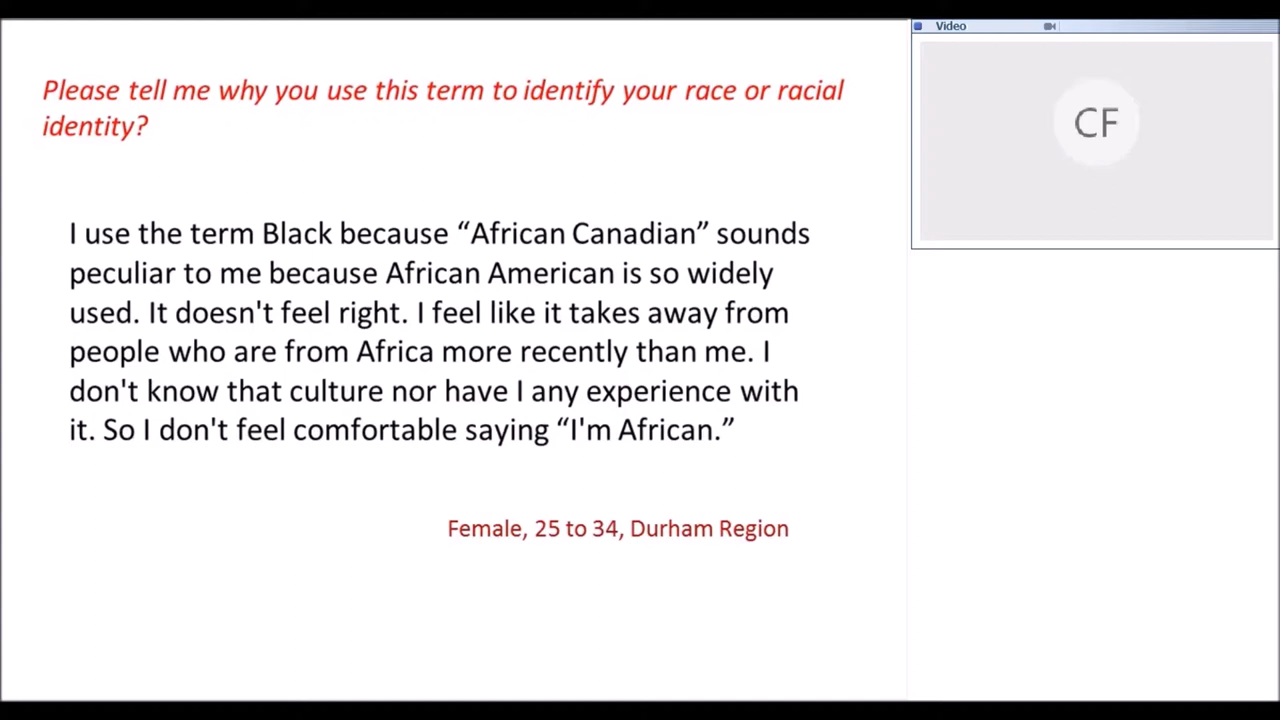 Please tell me why you use this term to identify your race or racial
identity?
I use the term Black because “African Canadian” sounds
peculiar to me because African American is so widely
used. It doesn't feel right. I feel like it takes away from
people who are from Africa more recently than me. I
don't know that culture nor have I any experience with
it. So I don't feel comfortable saying “I'm African.”
Female, 25 to 34, Durham Region
Video
CF